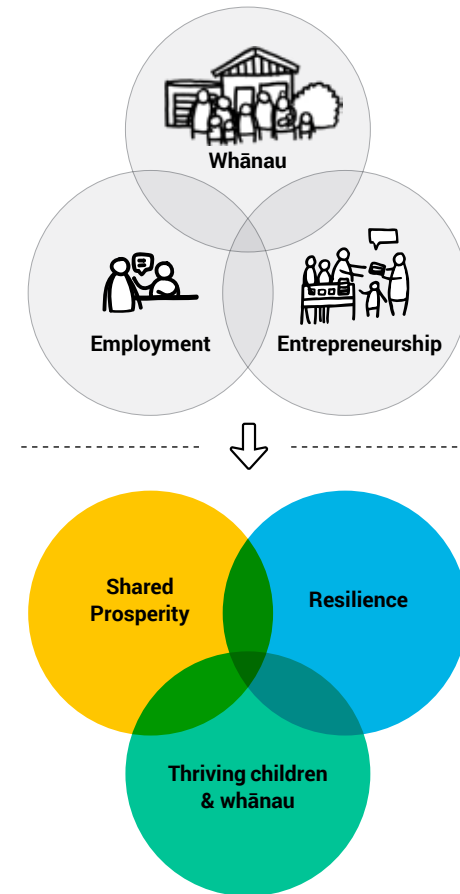 Whānau
Employment
Entrepreneurship
Shared
Prosperity
Resilience
Thriving children
& whānau